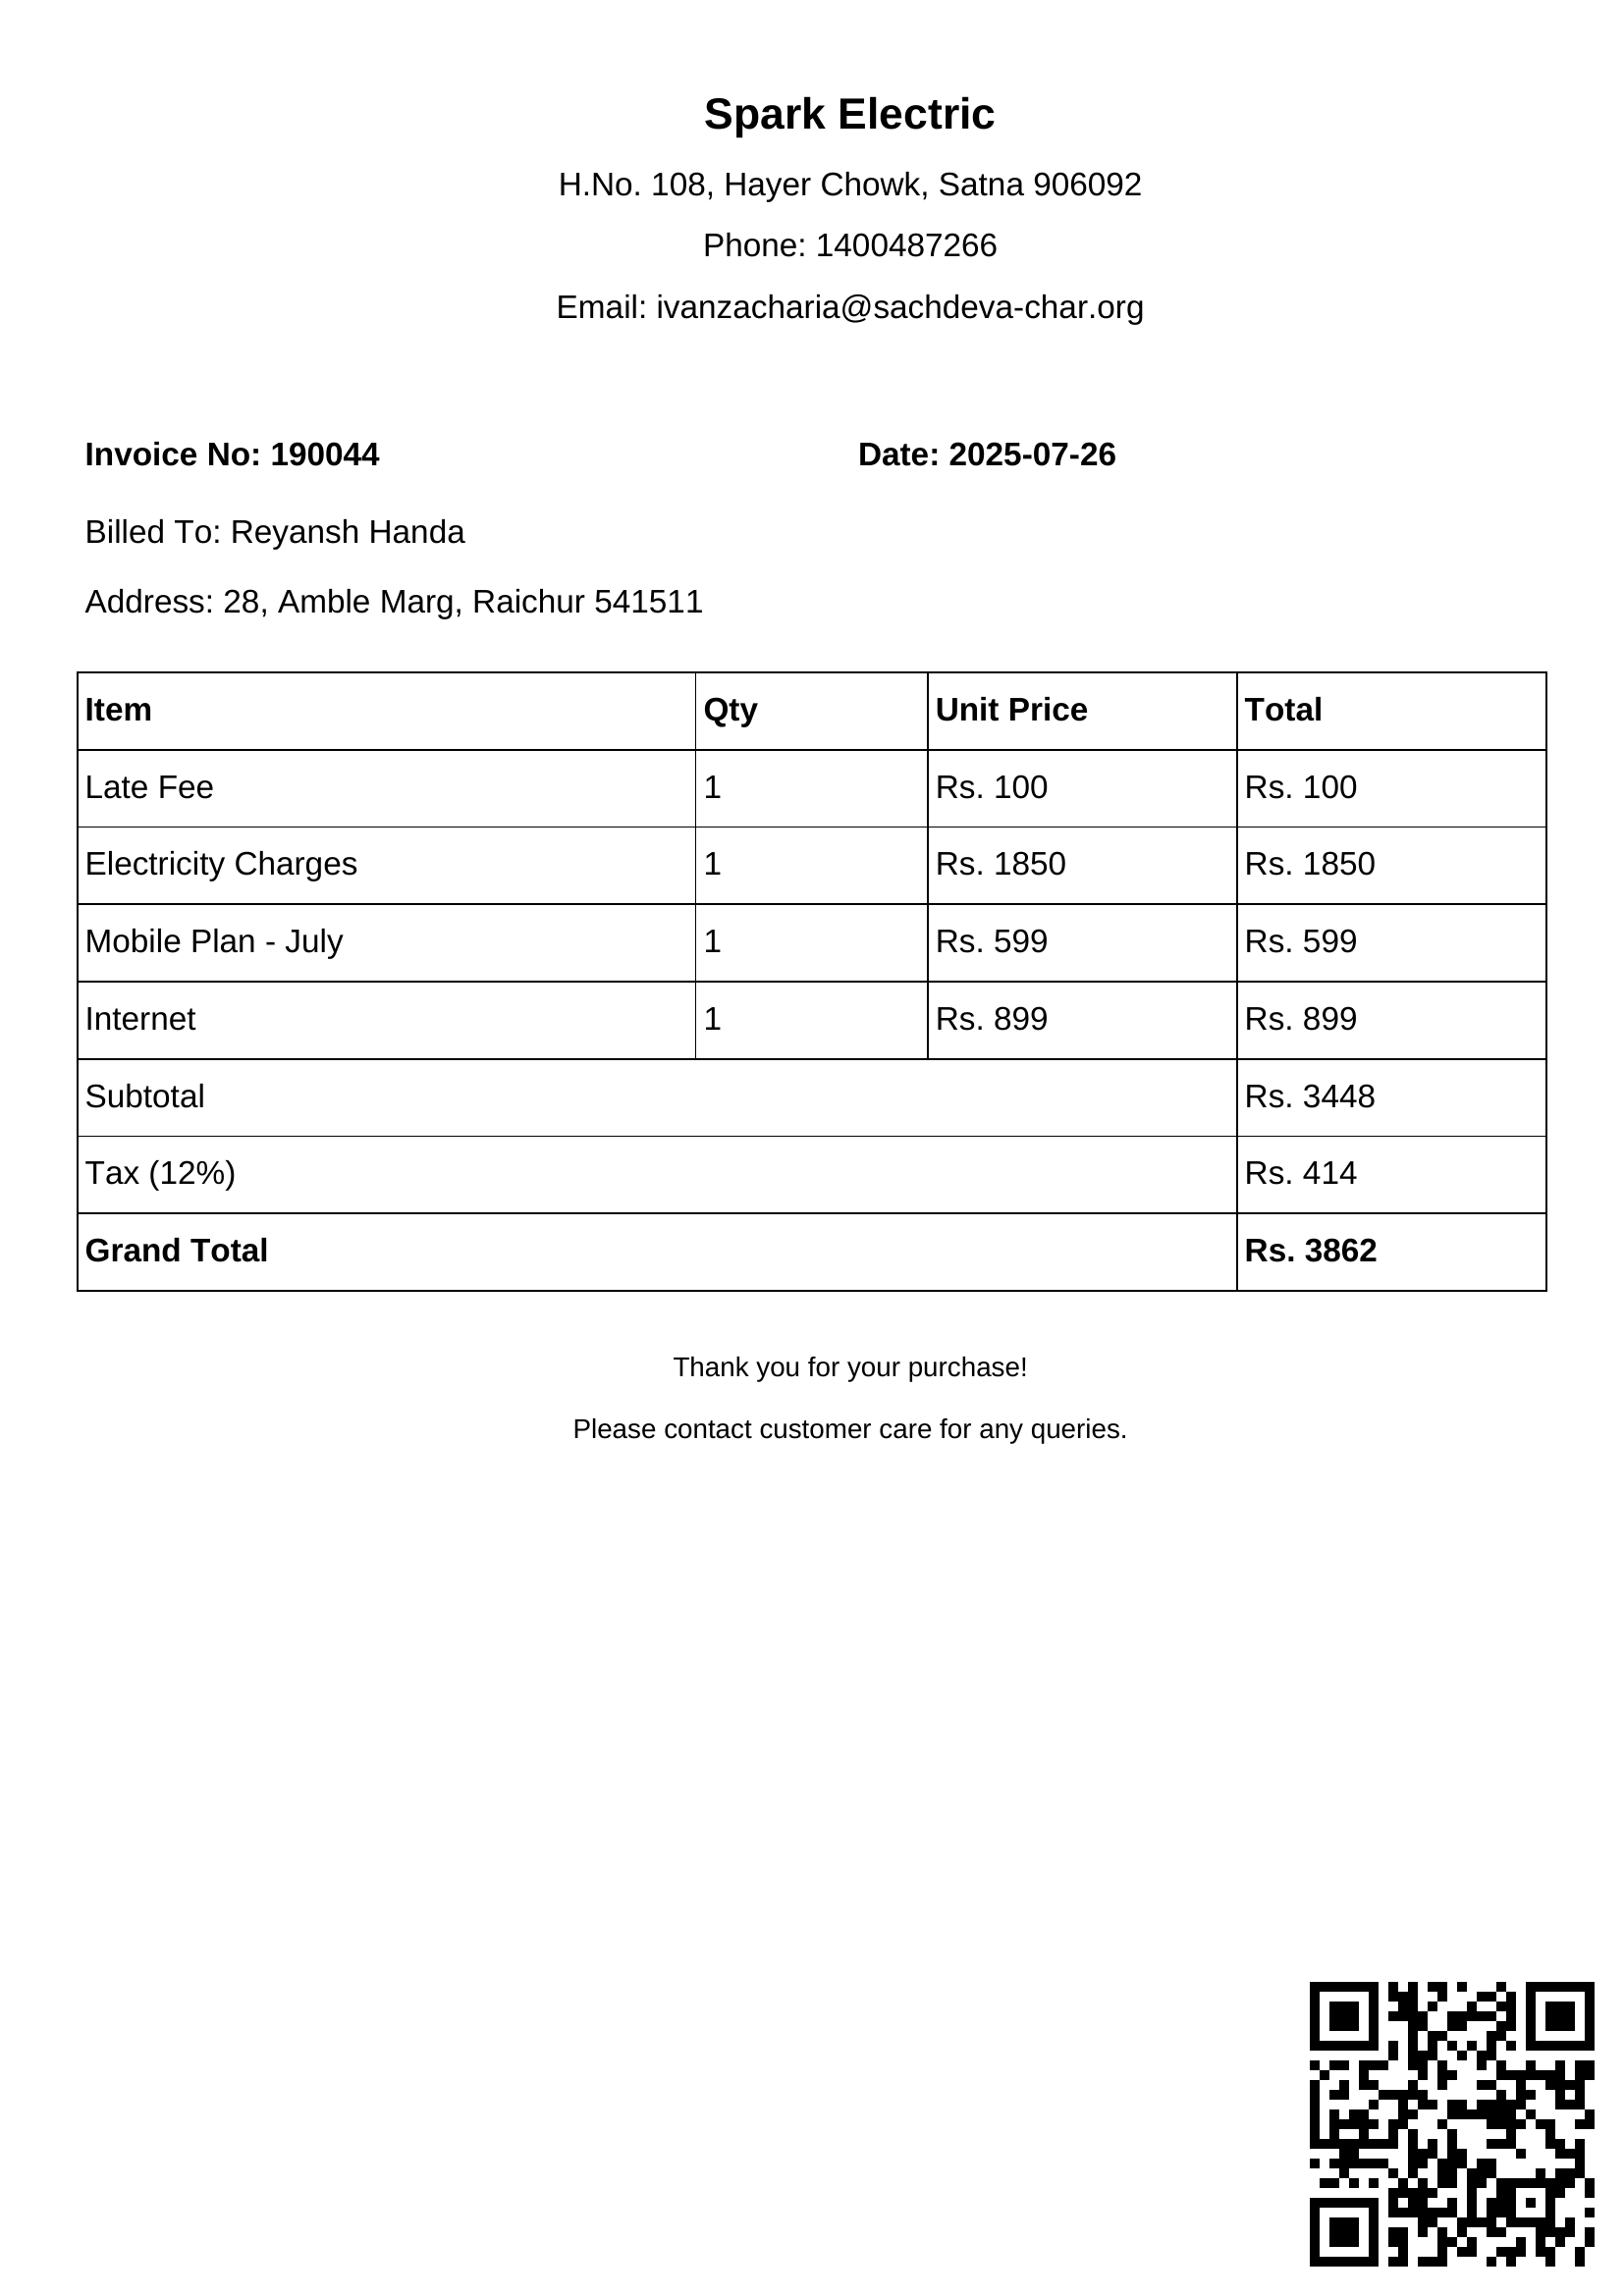 Spark Electric
H.No. 108, Hayer Chowk, Satna 906092
Phone: 1400487266
Email: ivanzacharia@sachdeva-char.org
Invoice No: 190044 Date: 2025-07-26
Billed To: Reyansh Handa
Address: 28, Amble Marg, Raichur 541511
Item Qty Unit Price Total
Late Fee 1 Rs. 100 Rs. 100
Electricity Charges 1 Rs. 1850 Rs. 1850
Mobile Plan - July 1 Rs. 599 Rs. 599
Internet 1 Rs. 899 Rs. 899
Subtotal Rs. 3448
Tax (12%) Rs. 414
Grand Total Rs. 3862
Thank you for your purchase!
Please contact customer care for any queries.